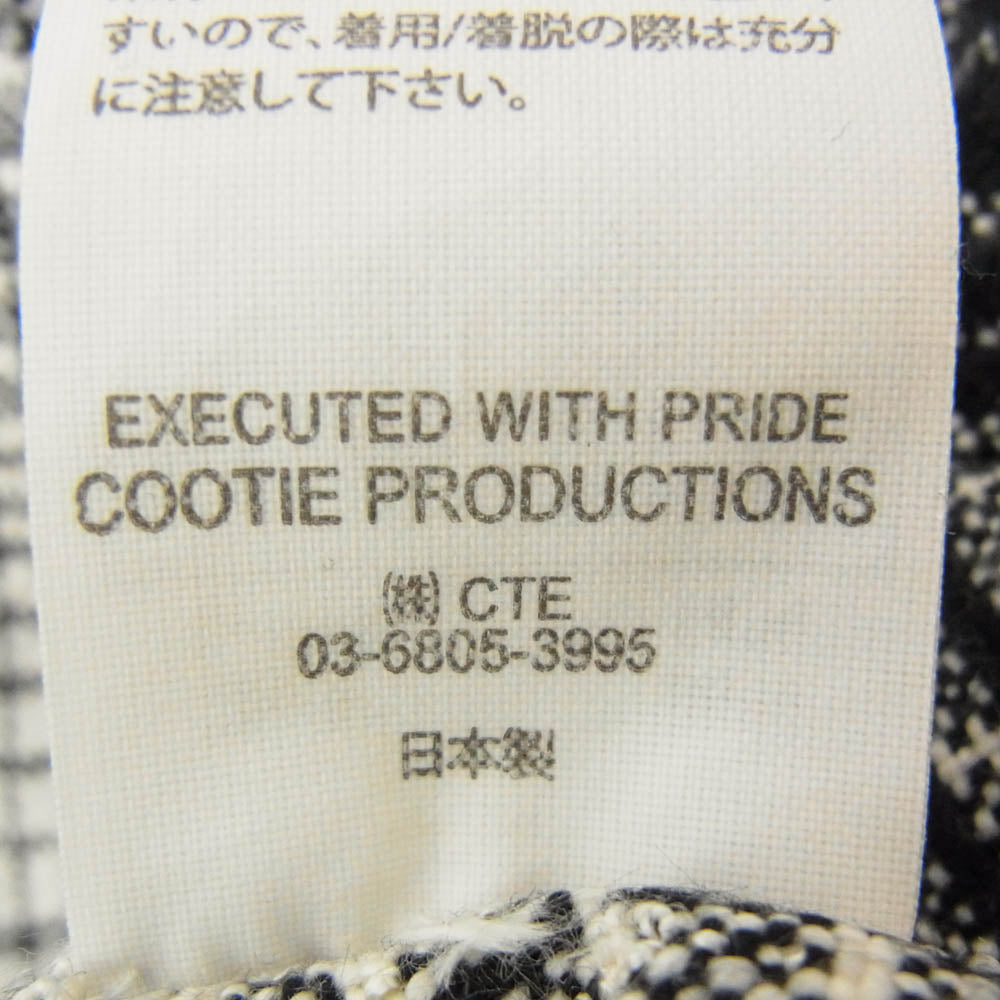 すいので、着用/着脱の際は充分
に注意して下さい。
EXECUTED WITH PRIDE
COOTIE PRODUCTIONS
(株) CTE
03-6805-3995
日本製